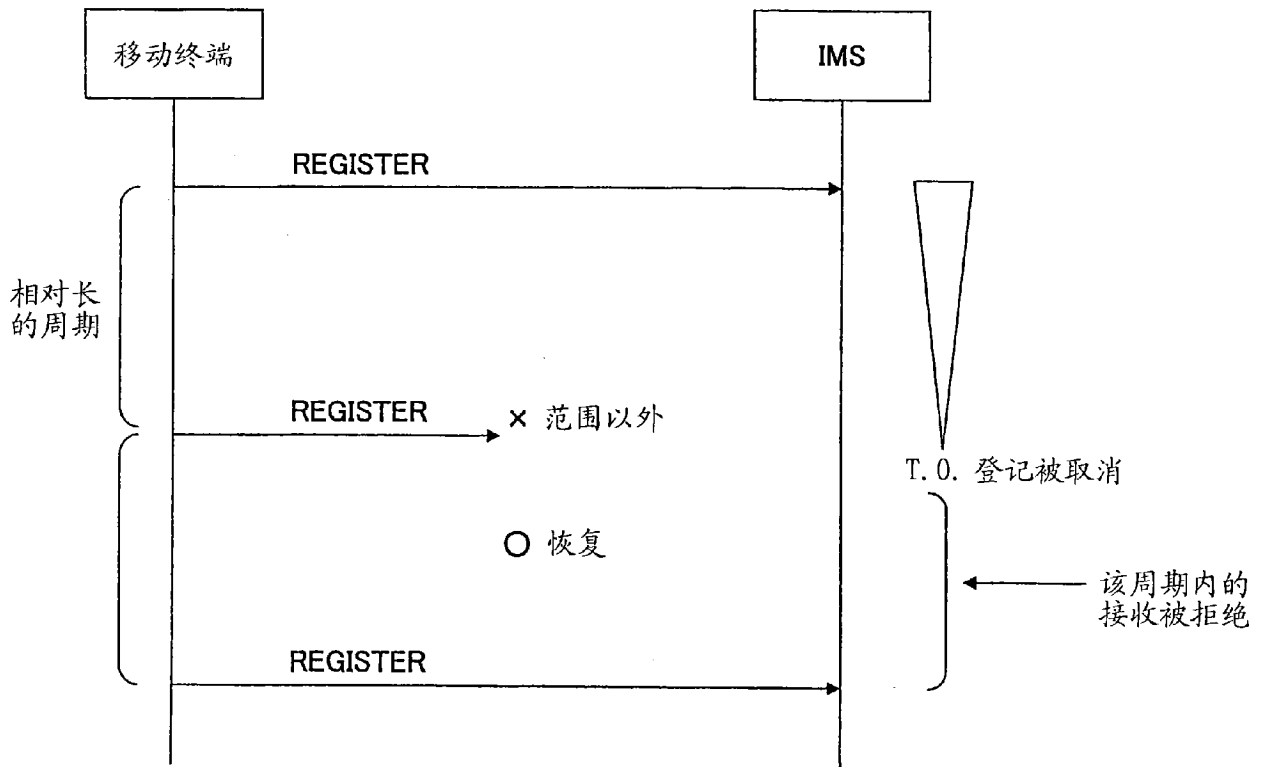 移动终端
IMS
REGISTER
相对长
的周期
REGISTER
× 范围以外
T.O. 登记被取消
恢复
该周期内的
接收被拒绝
REGISTER